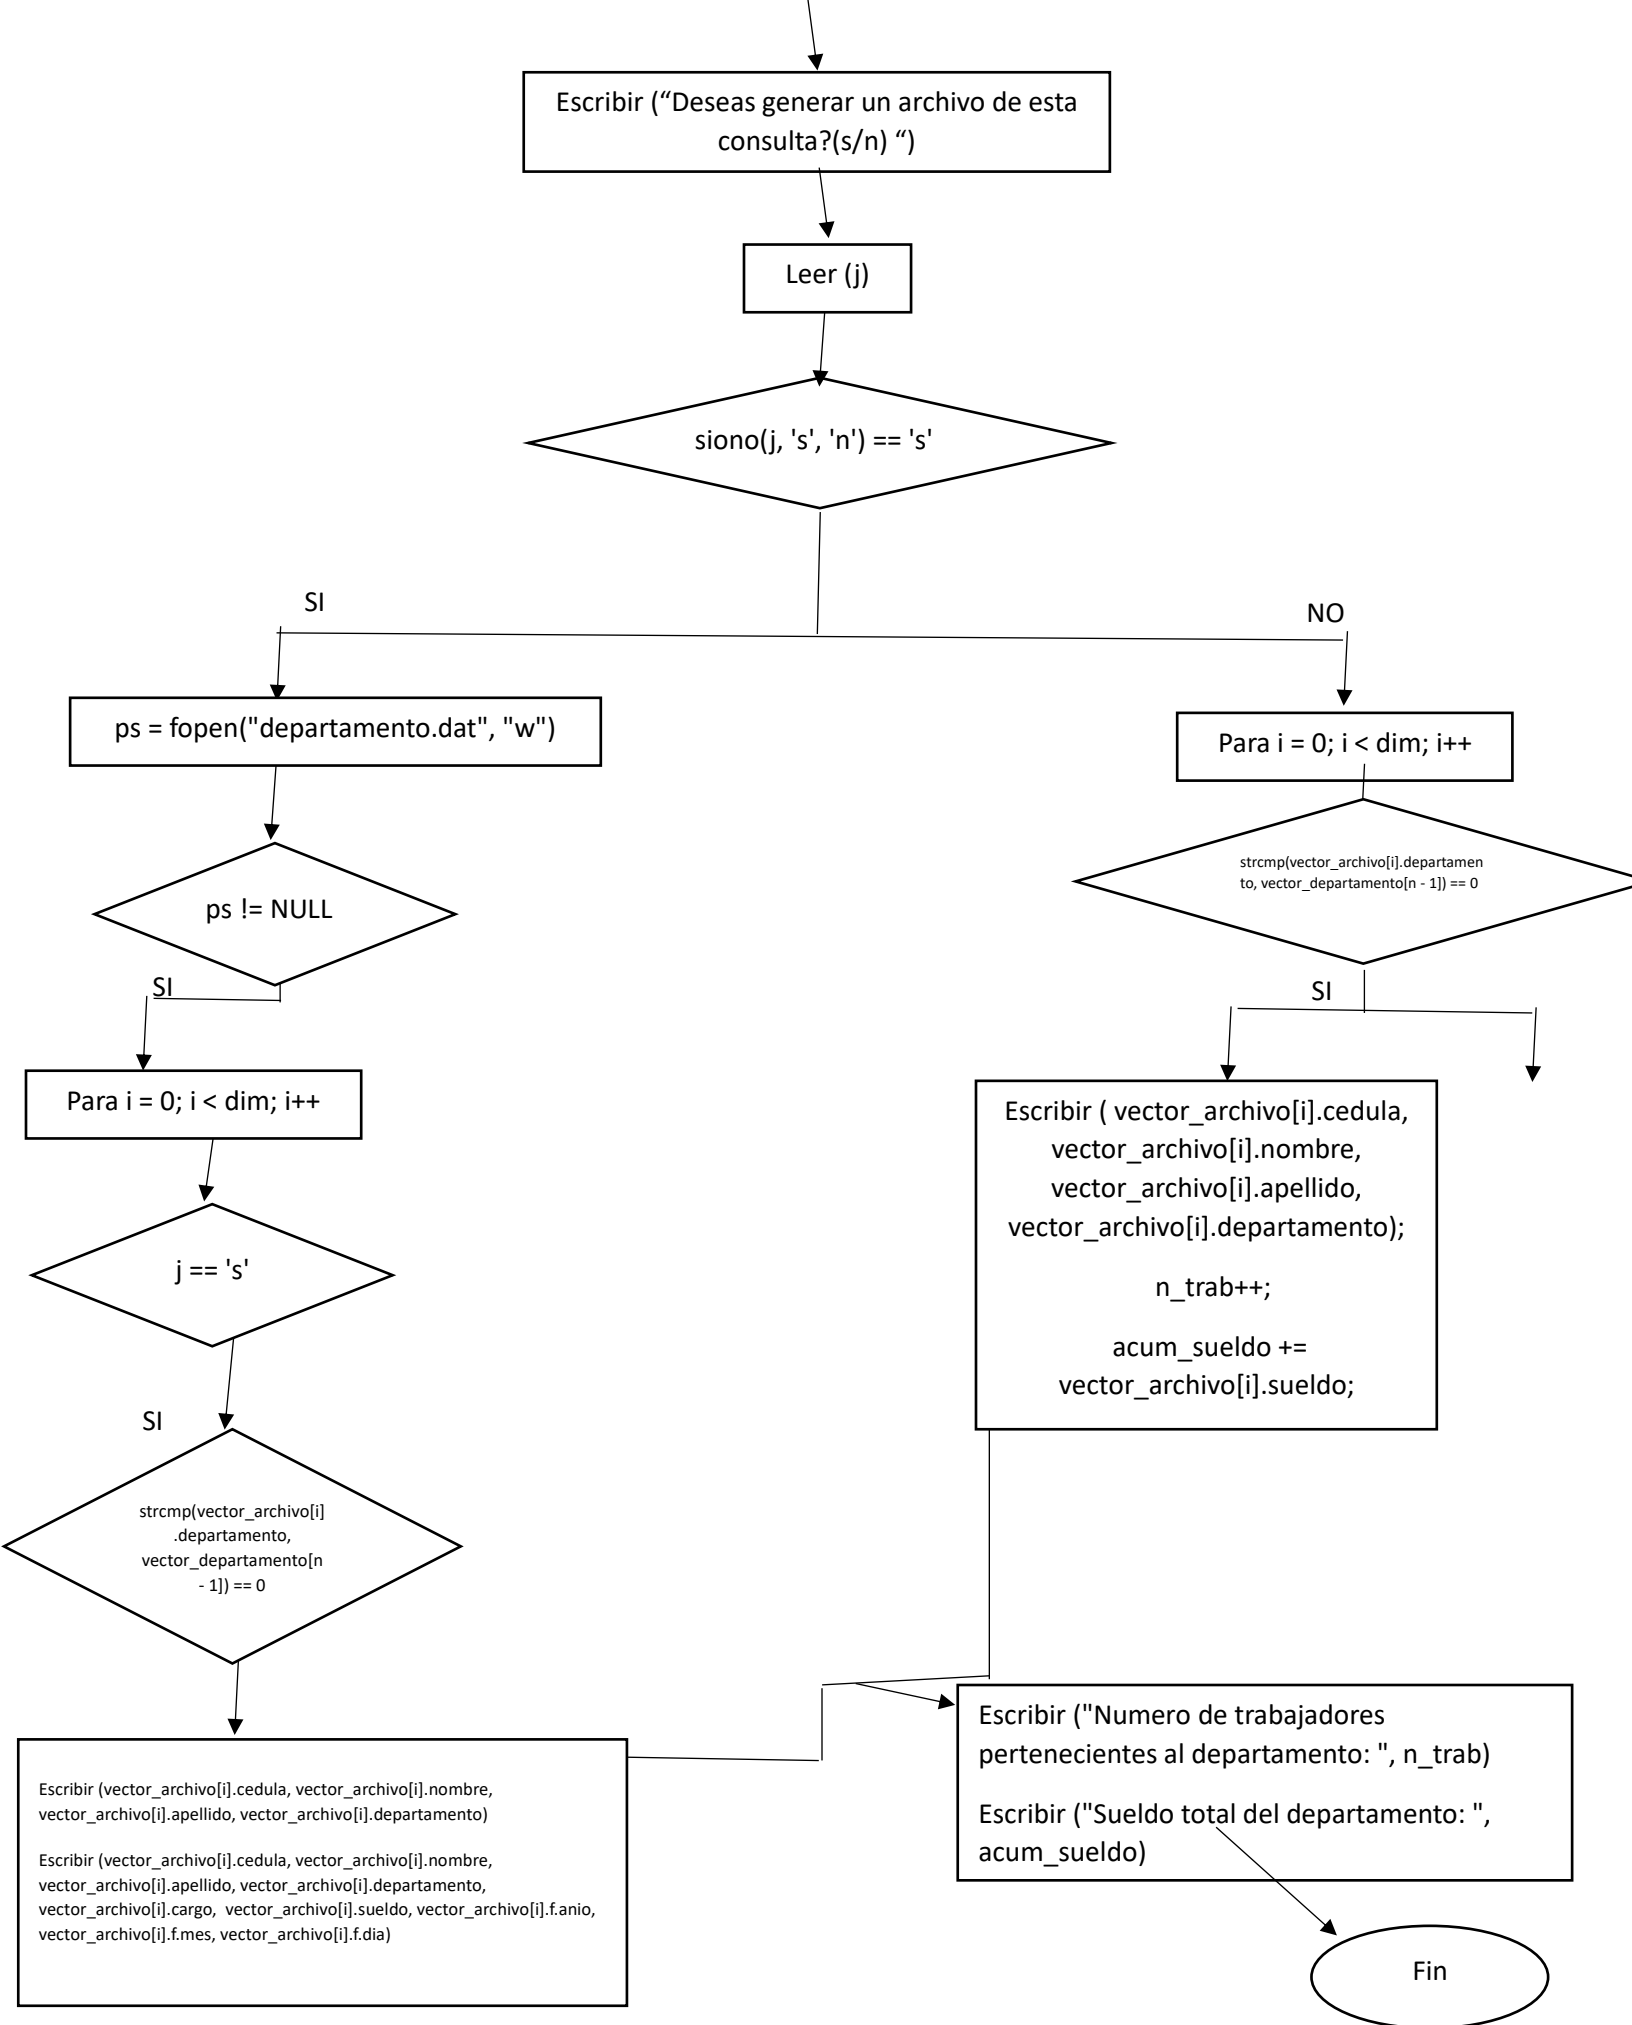 Escribir (“Deseas generar un archivo de esta
consulta?(s/n) “)
Leer (j)
siono(j, 's', 'n') == 's'
SI
NO
ps = fopen("departamento.dat", "w")
Para i = 0; i < dim; i++
strcmp(vector_archivo[i].departamen
to, vector_departamento[n - 1]) == 0
ps != NULL
SI
SI
Para i = 0; i < dim; i++
Escribir ( vector_archivo[i].cedula,
vector_archivo[i].nombre,
vector_archivo[i].apellido,
vector_archivo[i].departamento);
n_trab++;
acum_sueldo +=
vector_archivo[i].sueldo;
j == 's'
SI
strcmp(vector_archivo[i]
.departamento,
vector_departamento[n
- 1]) == 0
Escribir ("Numero de trabajadores
pertenecientes al departamento: ", n_trab)
Escribir ("Sueldo total del departamento: ",
acum_sueldo)
Escribir (vector_archivo[i].cedula, vector_archivo[i].nombre,
vector_archivo[i].apellido, vector_archivo[i].departamento)
Escribir (vector_archivo[i].cedula, vector_archivo[i].nombre,
vector_archivo[i].apellido, vector_archivo[i].departamento,
vector_archivo[i].cargo,  vector_archivo[i].sueldo, vector_archivo[i].f.anio,
vector_archivo[i].f.mes, vector_archivo[i].f.dia)
Fin